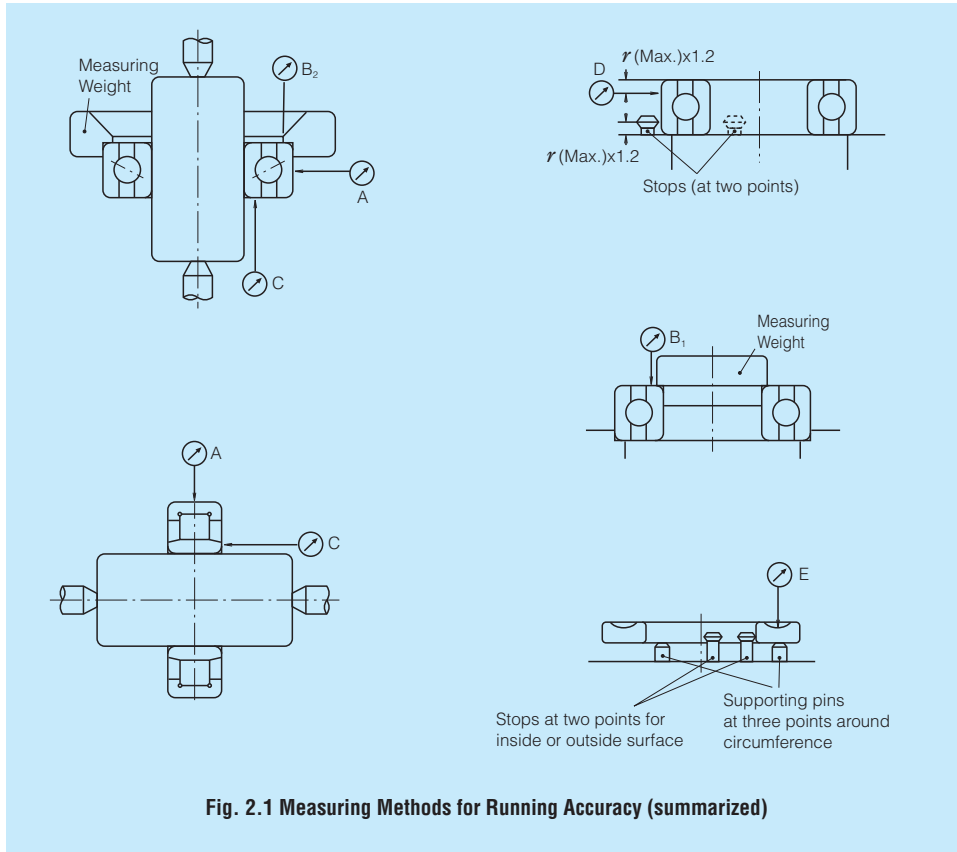 Measuring
Weight
B₂
A
C
D
r (Max.)x1.2
r (Max.)x1.2
Stops (at two points)
B₁
Measuring
Weight
A
C
E
Stops at two points for
inside or outside surface
Supporting pins
at three points around
circumference
Fig. 2.1 Measuring Methods for Running Accuracy (summarized)